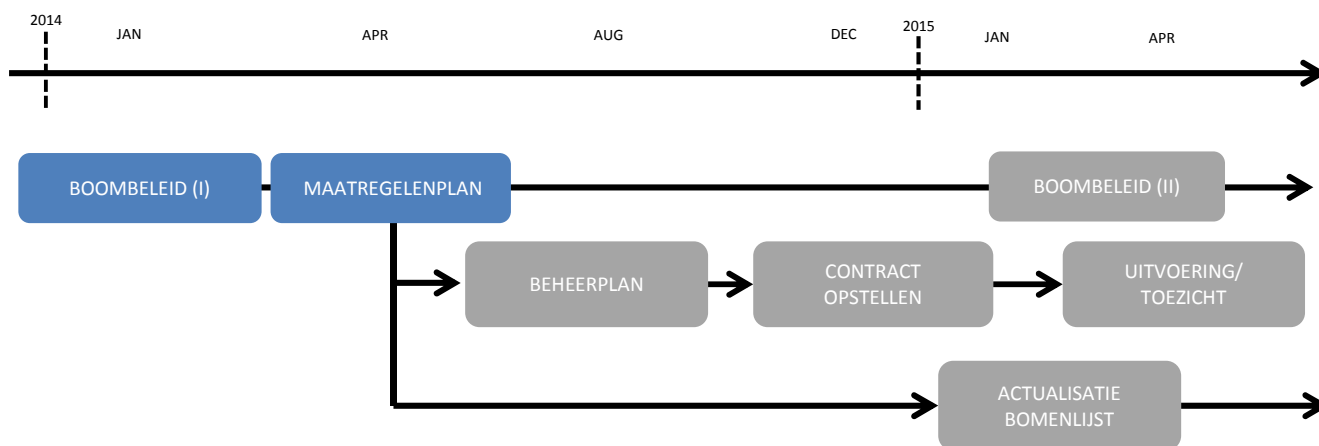 2014
JAN
APR
AUG
DEC
2015
JAN
APR
BOOMBELEID (I)
MAATREGELENPLAN
BOOMBELEID (II)
BEHEERPLAN
CONTRACT
OPSTELLEN
UITVOERING/
TOEZICHT
ACTUALISATIE
BOMENLIJST